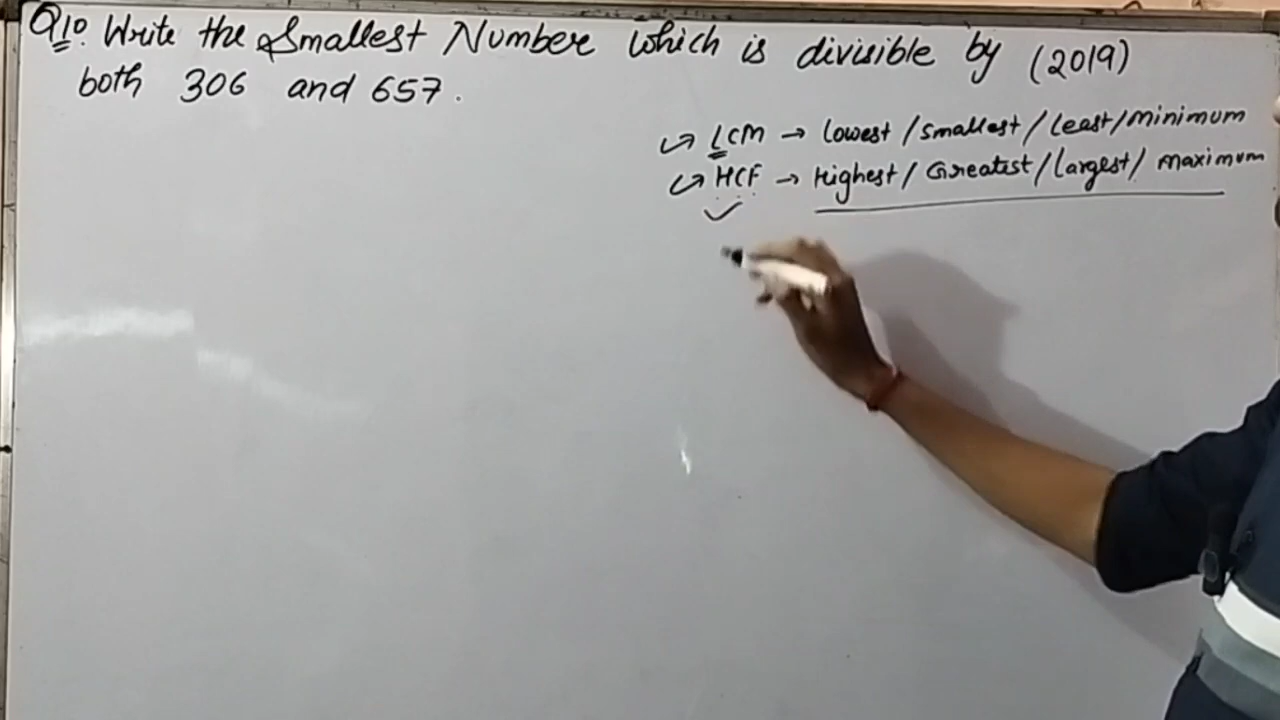 Q10. Write the Smallest Number which is divisible by (2019)
both 306 and 657.
LCM → Lowest/Smallest/Least/Minimum
HCF → Highest/Greatest/Largest/Maximum